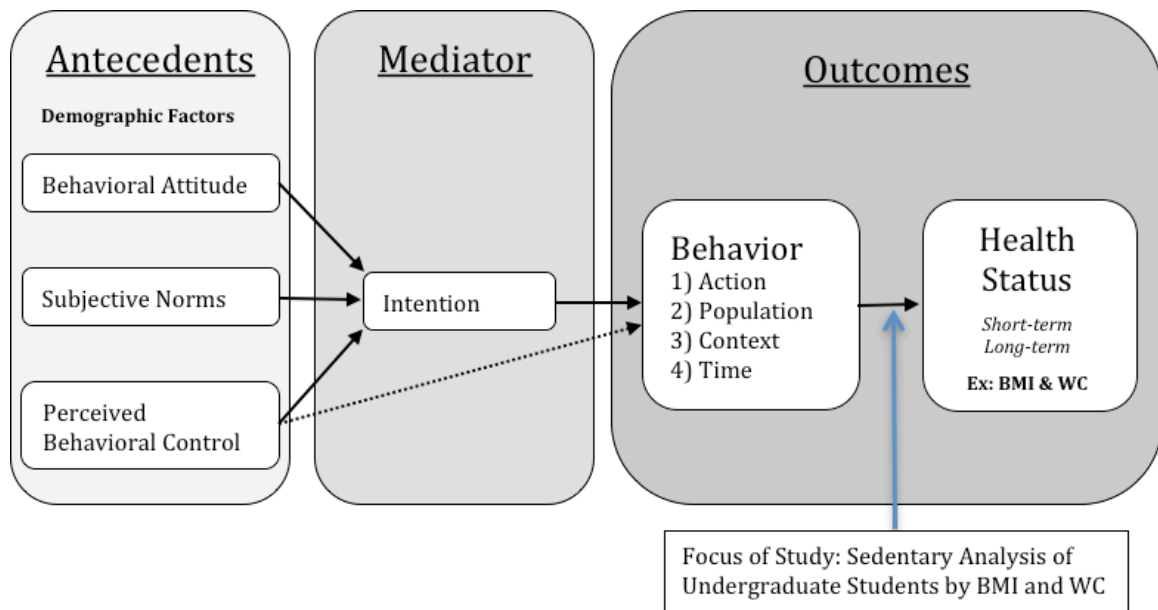 Antecedents
Demographic Factors
Behavioral Attitude
Subjective Norms
Perceived
Behavioral Control
Mediator
Intention
Outcomes
Behavior
1) Action
2) Population
3) Context
4) Time
Health
Status
Short-term
Long-term
Ex: BMI & WC
Focus of Study: Sedentary Analysis of
Undergraduate Students by BMI and WC